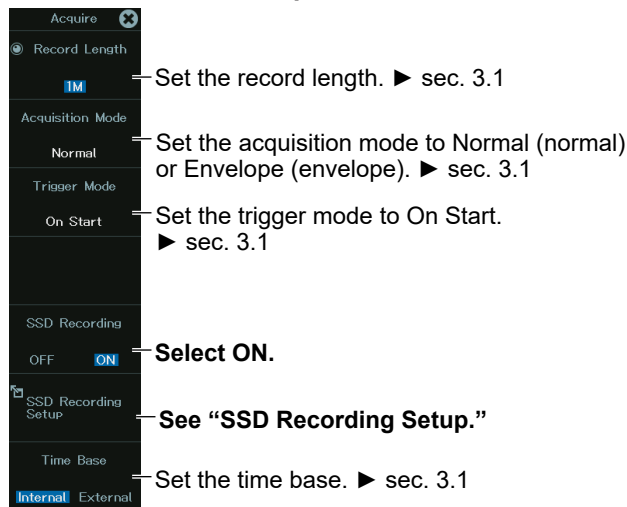 Acquire
Record Length
1M
Set the record length. ► sec. 3.1
Acquisition Mode
Normal
Set the acquisition mode to Normal (normal)
or Envelope (envelope). ► sec. 3.1
Trigger Mode
On Start
Set the trigger mode to On Start.
► sec. 3.1
SSD Recording
OFF ON
Select ON.
SSD Recording
Setup
See “SSD Recording Setup.”
Time Base
Internal External
Set the time base. ► sec. 3.1